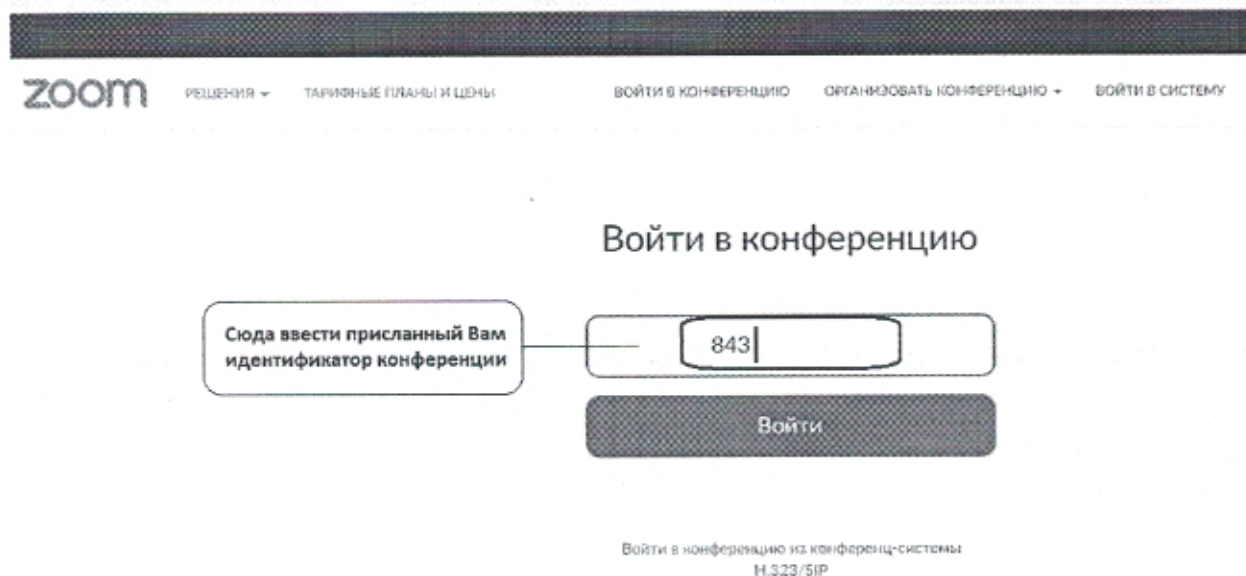 zoom РЕШЕНИЯ ТАРИФНЫЕ ПЛАНЫ И ЦЕНЫ ВОЙТИ В КОНФЕРЕНЦИЮ ОРГАНИЗОВАТЬ КОНФЕРЕНЦИЮ ВОЙТИ В СИСТЕМУ
Войти в конференцию
Сюда ввести присланный Вам
идентификатор конференции
843
Войти
Войти в конференцию из конференц-системы
H.323/SIP